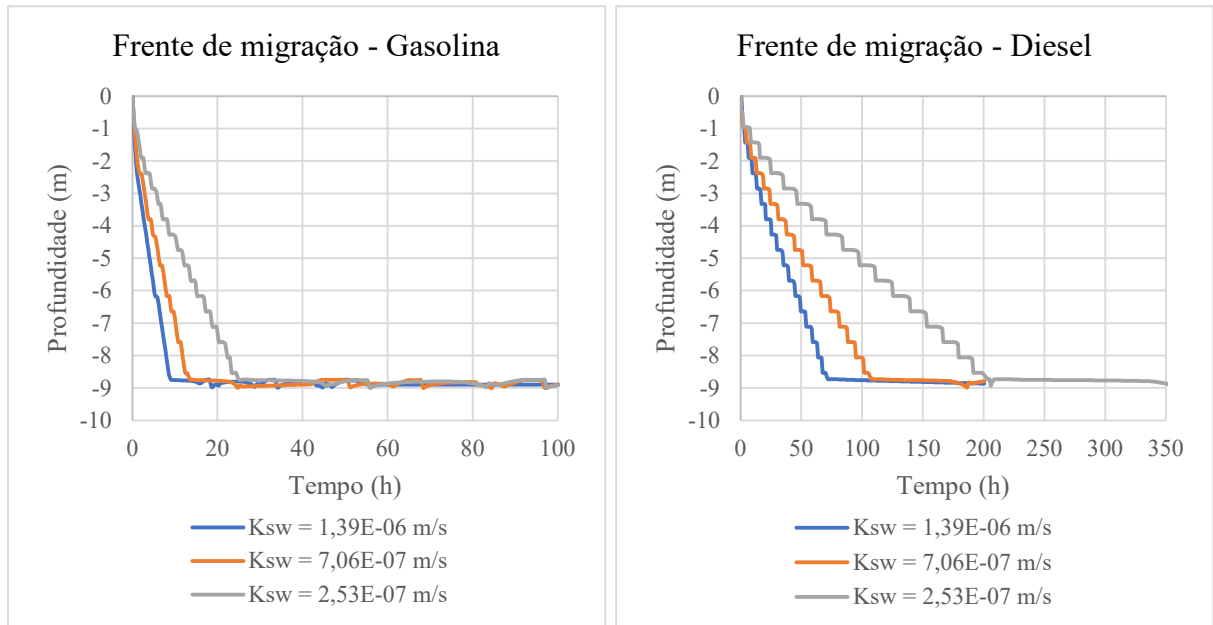 Frente de migração - Gasolina
0
-1
-2
-3
-4
-5
-6
-7
-8
-9
-10
Profundidade (m)
0 20 40 60 80 100
Tempo (h)
Ksw = 1,39E-06 m/s
Ksw = 7,06E-07 m/s
Ksw = 2,53E-07 m/s
Frente de migração - Diesel
0
-1
-2
-3
-4
-5
-6
-7
-8
-9
-10
Profundidade (m)
0 50 100 150 200 250 300 350
Tempo (h)
Ksw = 1,39E-06 m/s
Ksw = 7,06E-07 m/s
Ksw = 2,53E-07 m/s